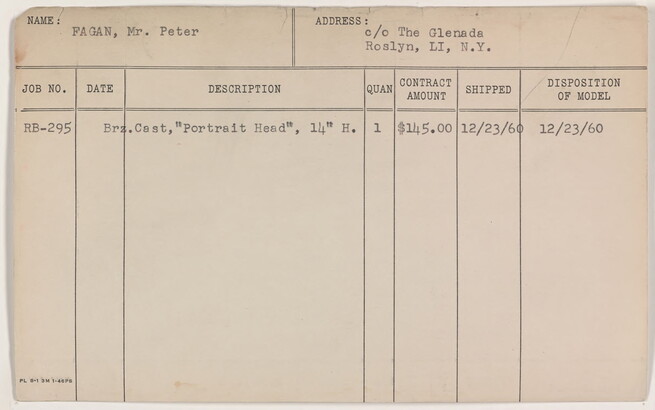 NAME: ADDRESS:
FAGAN, Mr. Peter c/o The Glenada
Roslyn, LI, N.Y.
JOB NO. DATE DESCRIPTION QUAN CONTRACT AMOUNT SHIPPED DISPOSITION OF MODEL
RB-295 Brz.Cast,"Portrait Head", 14" H. 1 $145.00 12/23/60 12/23/60